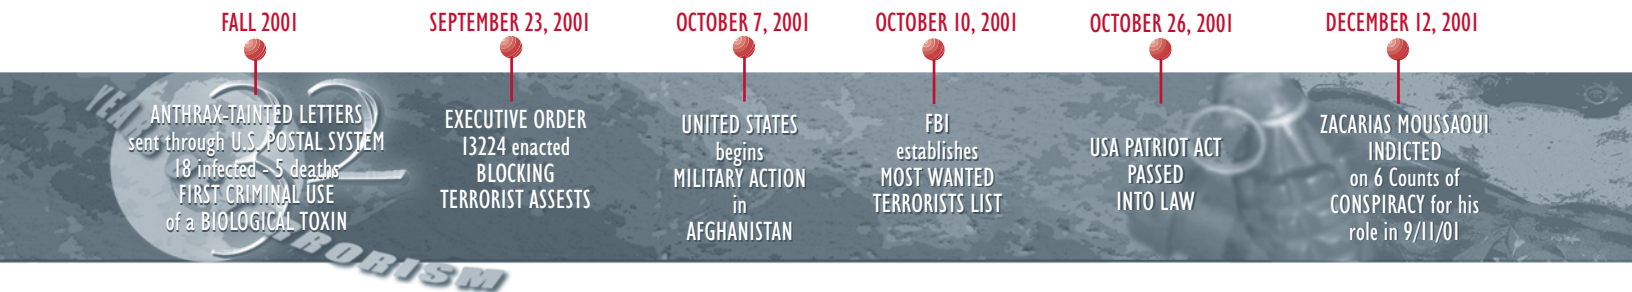 FALL 2001
ANTHRAX-TAINTED LETTERS
sent through U.S. POSTAL SYSTEM
18 infected - 5 deaths
FIRST CRIMINAL USE
of a BIOLOGICAL TOXIN
SEPTEMBER 23, 2001
EXECUTIVE ORDER
13224 enacted
BLOCKING
TERRORIST ASSESTS
OCTOBER 7, 2001
UNITED STATES
begins
MILITARY ACTION
in
AFGHANISTAN
OCTOBER 10, 2001
FBI
establishes
MOST WANTED
TERRORISTS LIST
OCTOBER 26, 2001
USA PATRIOT ACT
PASSED
INTO LAW
DECEMBER 12, 2001
ZACARIAS MOUSSAOUI
INDICTED
on 6 Counts of
CONSPIRACY for his
role in 9/11/01
32